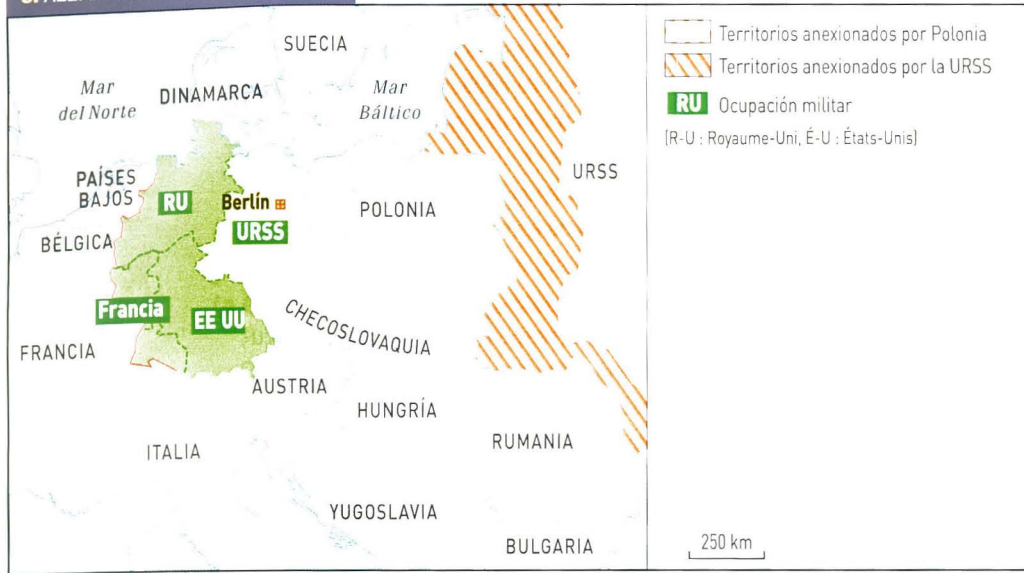 SUECIA
Mar
del Norte
DINAMARCA
Mar
Báltico
PAÍSES
BAJOS
RU
Berlín
URSS
POLONIA
URSS
BÉLGICA
Francia
EE UU
CHECOSLOVAQUIA
FRANCIA
AUSTRIA
HUNGRÍA
ITALIA
RUMANIA
YUGOSLAVIA
BULGARIA
Territorios anexionados por Polonia
Territorios anexionados por la URSS
RU Ocupación militar
(R-U : Royaume-Uni, É-U : États-Unis)
250 km